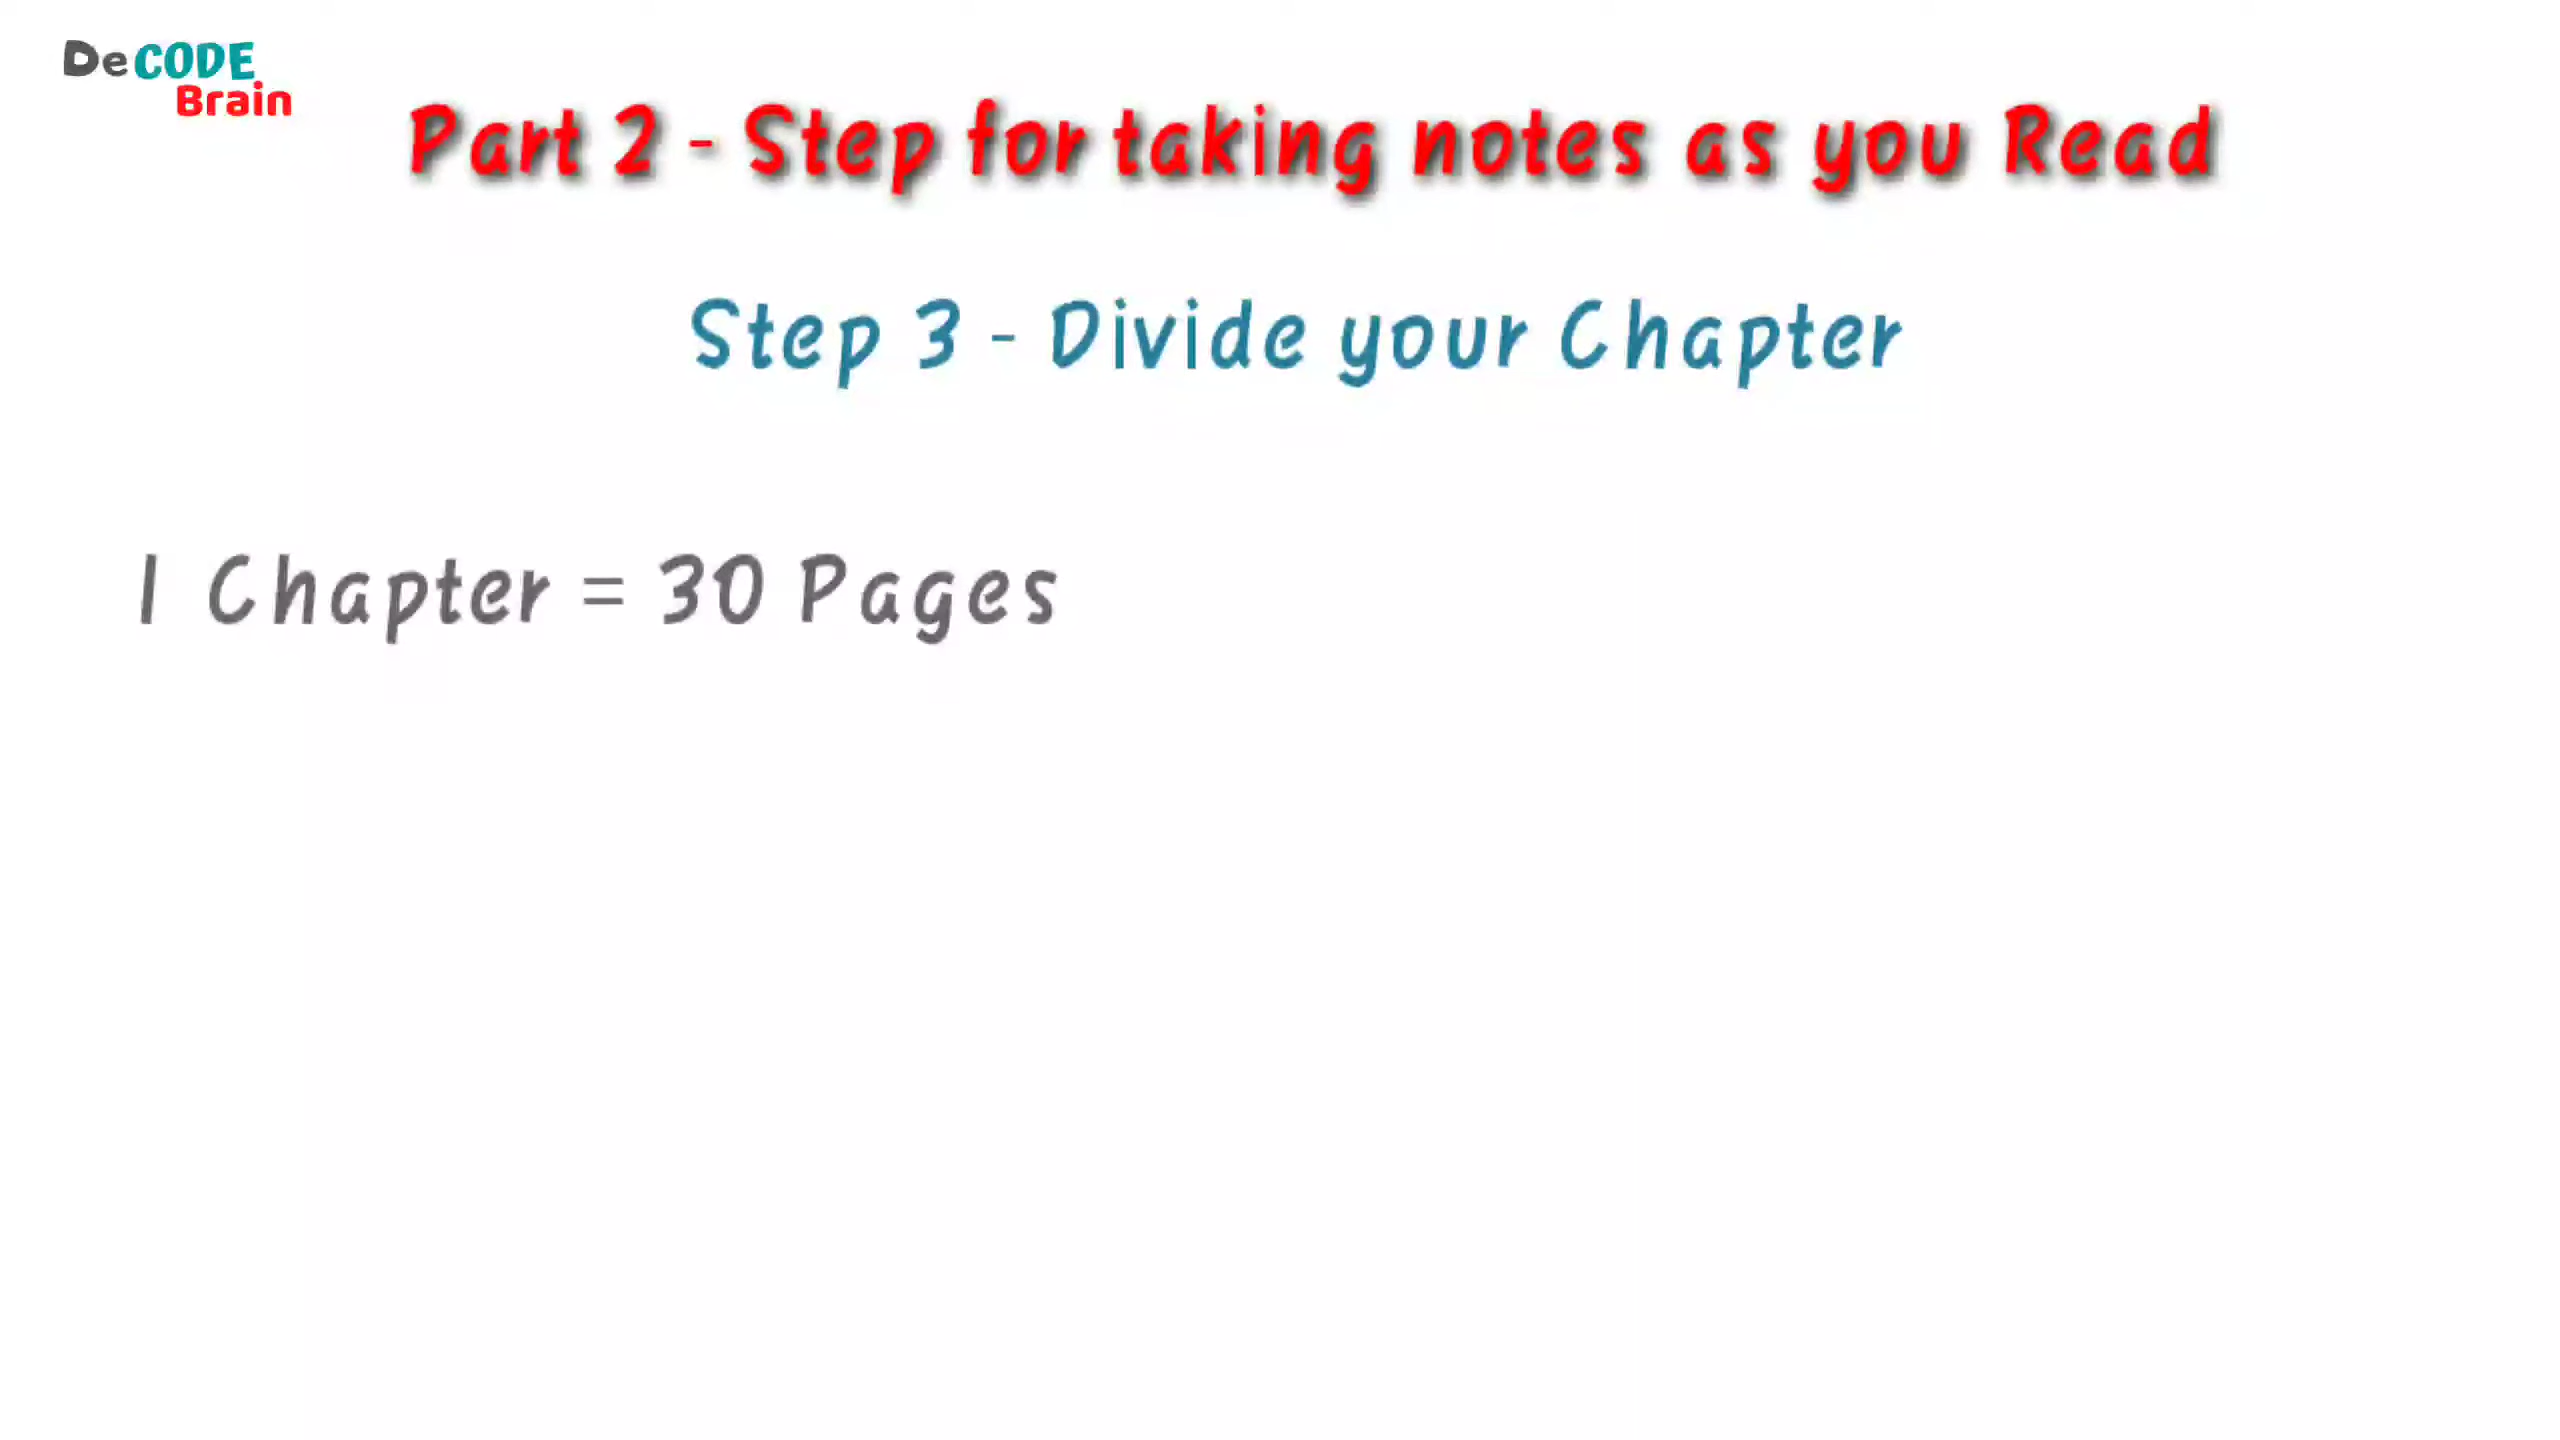 DeCODE
Brain
Part 2 - Step for taking notes as you Read
Step 3 - Divide your Chapter
1 Chapter = 30 Pages